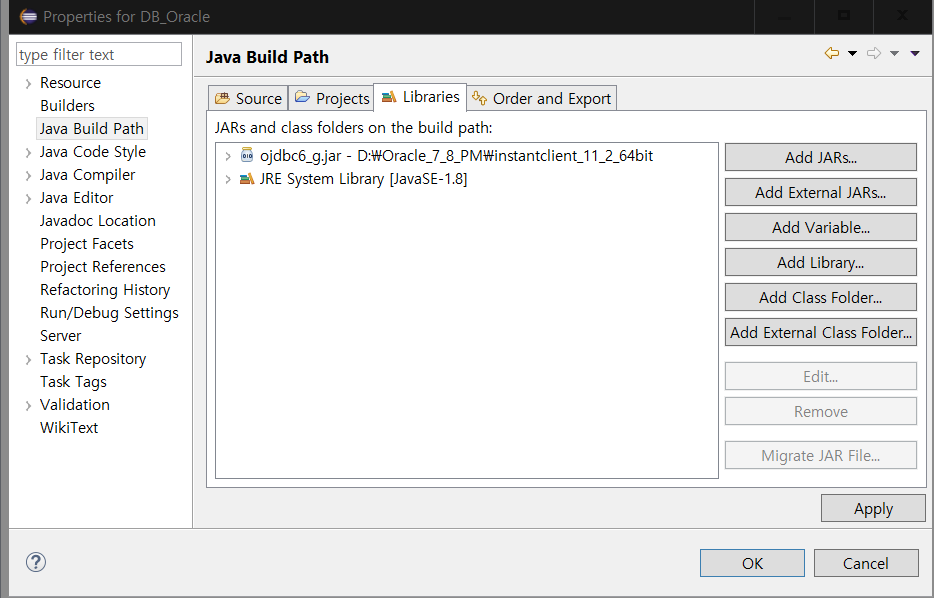 Properties for DB_Oracle
type filter text
Resource
Builders
Java Build Path
Java Code Style
Java Compiler
Java Editor
Javadoc Location
Project Facets
Project References
Refactoring History
Run/Debug Settings
Server
Task Repository
Task Tags
Validation
WikiText
Java Build Path
Source
Projects
Libraries
Order and Export
JARs and class folders on the build path:
ojdbc6_g.jar - D:₩Oracle_7_8_PM₩instantclient_11_2_64bit
JRE System Library [JavaSE-1.8]
Add JARs...
Add External JARs...
Add Variable...
Add Library...
Add Class Folder...
Add External Class Folder...
Edit...
Remove
Migrate JAR File...
Apply
?
OK
Cancel